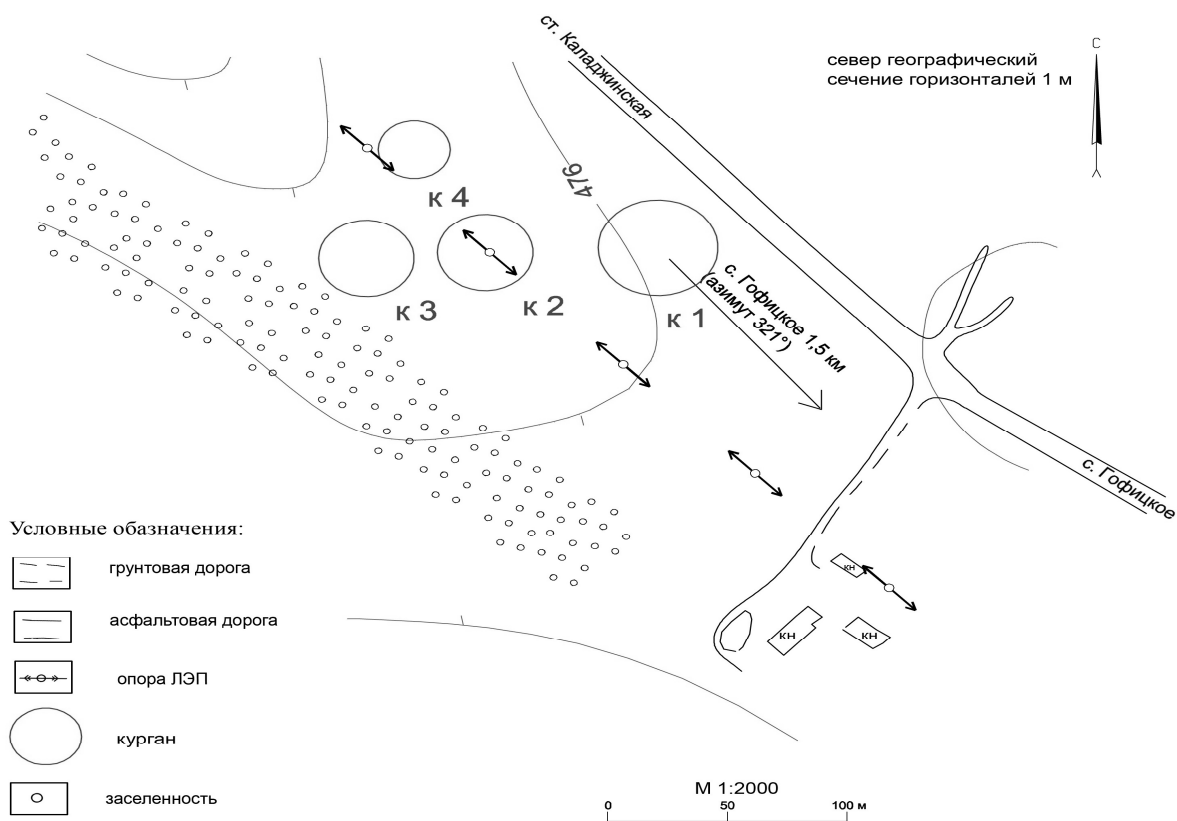 ст. Каладжинская
север географический
сечение горизонталей 1 м
С
476
к 4
к 3
к 2
к 1
с. Гофицкое 1,5 км
(азимут 321°)
с. Гофицкое
кн
кн
кн
Условные обазначения:
грунтовая дорога
асфальтовая дорога
опора ЛЭП
курган
заселенность
М 1:2000
0 50 100 м